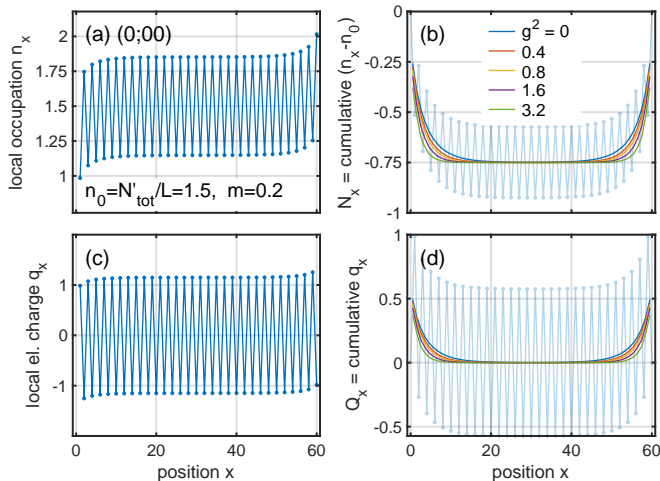 (a) (0;00)
local occupation n_x
2
1.75
1.5
1.25
1
n_0=N'_tot/L=1.5, m=0.2
(b)
g^2 = 0
0.4
0.8
1.6
3.2
N_x = cumulative (n_x-n_0)
0
-0.25
-0.5
-0.75
-1
(c)
local el. charge q_x
1
0
-1
0 20 40 60
position x
(d)
Q_x = cumulative q_x
1
0.5
0
-0.5
0 20 40 60
position x